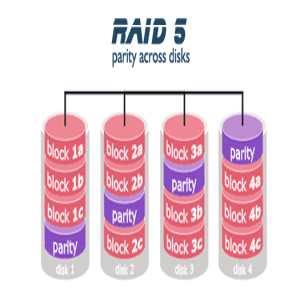 RAID 5
parity across disks
block 1a block 2a block 3a parity
block 1b block 2b parity block 4a
block 1c parity block 3b block 4b
parity block 2c block 3c block 4c
disk 1 disk 2 disk 3 disk 4